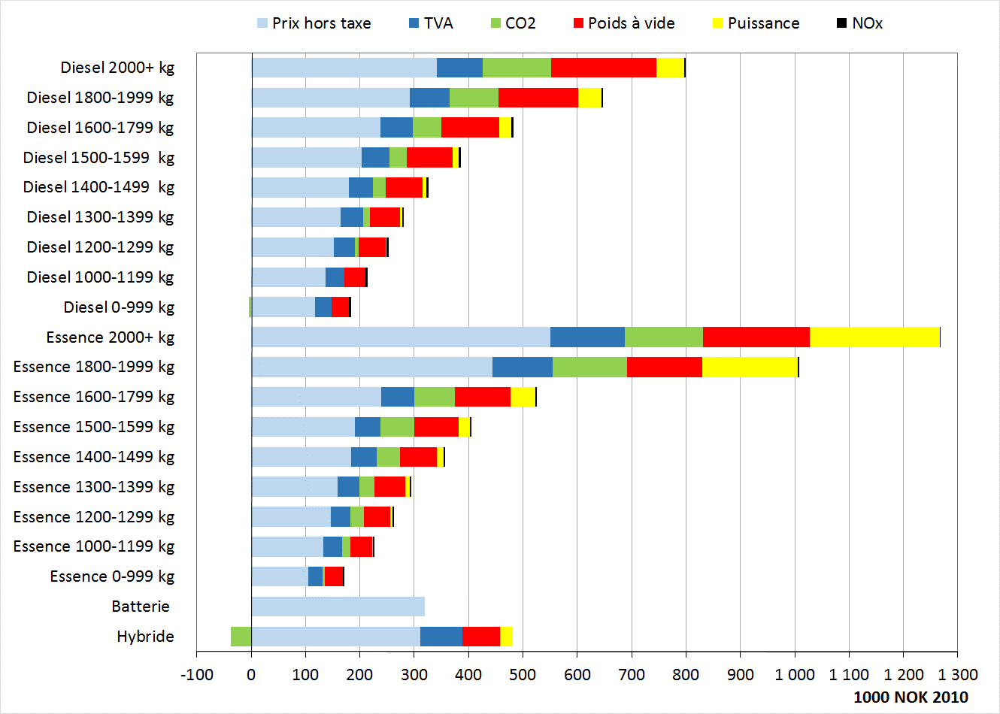 Prix hors taxe TVA CO2 Poids à vide Puissance NOx
Diesel 2000+ kg
Diesel 1800-1999 kg
Diesel 1600-1799 kg
Diesel 1500-1599  kg
Diesel 1400-1499  kg
Diesel 1300-1399 kg
Diesel 1200-1299 kg
Diesel 1000-1199 kg
Diesel 0-999 kg
Essence 2000+ kg
Essence 1800-1999 kg
Essence 1600-1799 kg
Essence 1500-1599 kg
Essence 1400-1499 kg
Essence 1300-1399 kg
Essence 1200-1299 kg
Essence 1000-1199 kg
Essence 0-999 kg
Batterie
Hybride
-100 0 100 200 300 400 500 600 700 800 900 1 000 1 100 1 200 1 300
1000 NOK 2010